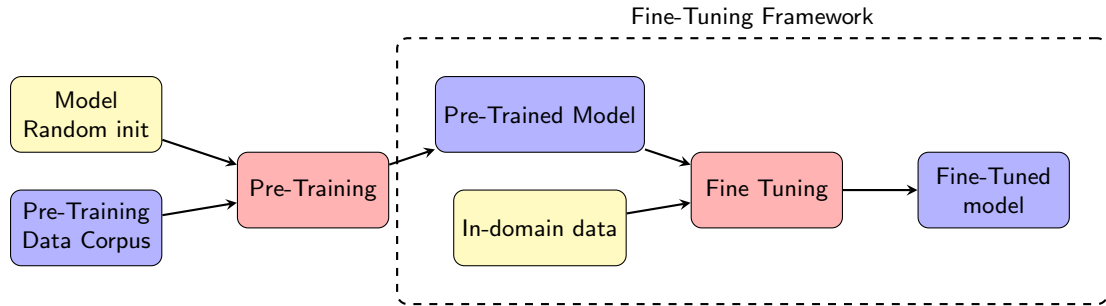 Fine-Tuning Framework
Model
Random init
Pre-Training
Data Corpus
Pre-Training
Pre-Trained Model
In-domain data
Fine Tuning
Fine-Tuned
model